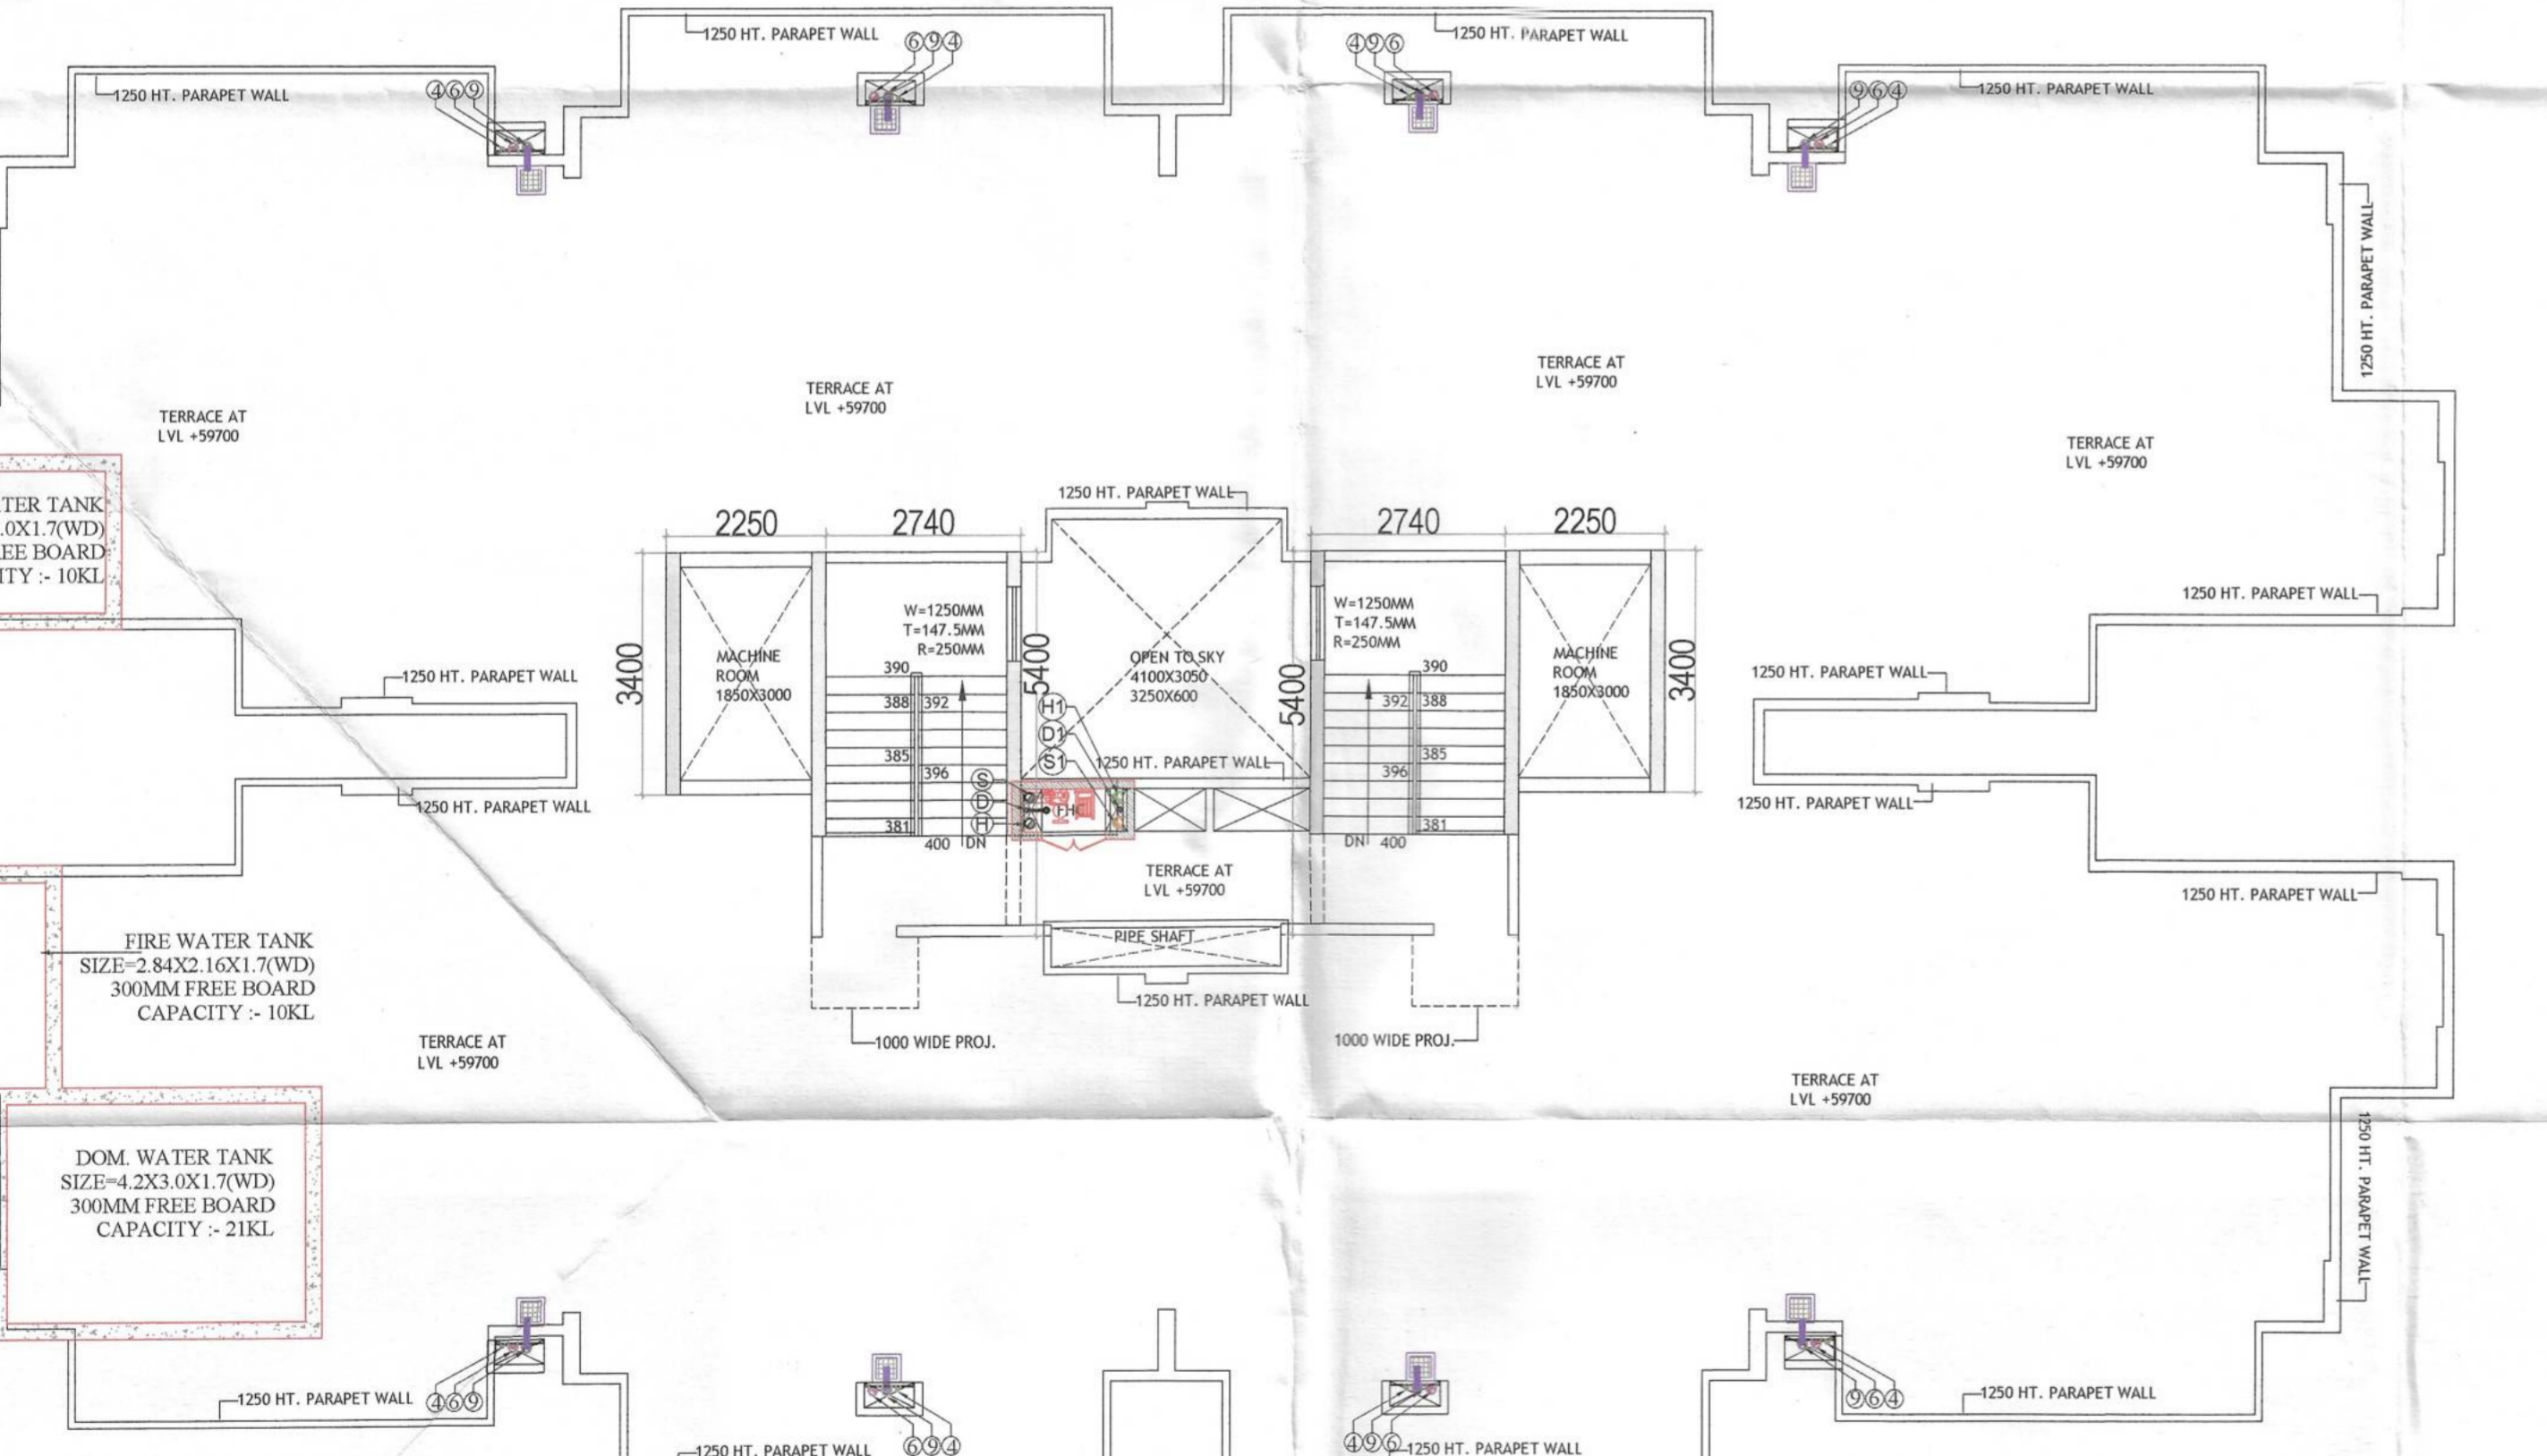 1250 HT. PARAPET WALL
⑥⑨④
④⑨⑥
1250 HT. PARAPET WALL
1250 HT. PARAPET WALL
④⑥⑨
⑨⑥④
1250 HT. PARAPET WALL
1250 HT. PARAPET WALL
TERRACE AT
LVL +59700
TERRACE AT
LVL +59700
TERRACE AT
LVL +59700
TERRACE AT
LVL +59700
TER TANK
.0X1.7(WD)
EE BOARD
ITY :- 10KL
1250 HT. PARAPET WALL
2250
2740
2740
2250
1250 HT. PARAPET WALL
3400
MACHINE
ROOM
1850X3000
W=1250MM
T=147.5MM
R=250MM
390
388
392
385
396
381
400
DN
5400
OPEN TO SKY
4100X3050
3250X600
5400
H1
D1
S1
1250 HT. PARAPET WALL
S
D
H
FHC
W=1250MM
T=147.5MM
R=250MM
390
392
388
385
396
381
DN
400
MACHINE
ROOM
1850X3000
3400
1250 HT. PARAPET WALL
1250 HT. PARAPET WALL
1250 HT. PARAPET WALL
1250 HT. PARAPET WALL
TERRACE AT
LVL +59700
1250 HT. PARAPET WALL
PIPE SHAFT
1250 HT. PARAPET WALL
1000 WIDE PROJ.
1000 WIDE PROJ.
FIRE WATER TANK
SIZE=2.84X2.16X1.7(WD)
300MM FREE BOARD
CAPACITY :- 10KL
TERRACE AT
LVL +59700
TERRACE AT
LVL +59700
1250 HT. PARAPET WALL
DOM. WATER TANK
SIZE=4.2X3.0X1.7(WD)
300MM FREE BOARD
CAPACITY :- 21KL
1250 HT. PARAPET WALL
④⑥⑨
⑨⑥④
1250 HT. PARAPET WALL
1250 HT. PARAPET WALL
⑥⑨④
④⑨⑥
1250 HT. PARAPET WALL